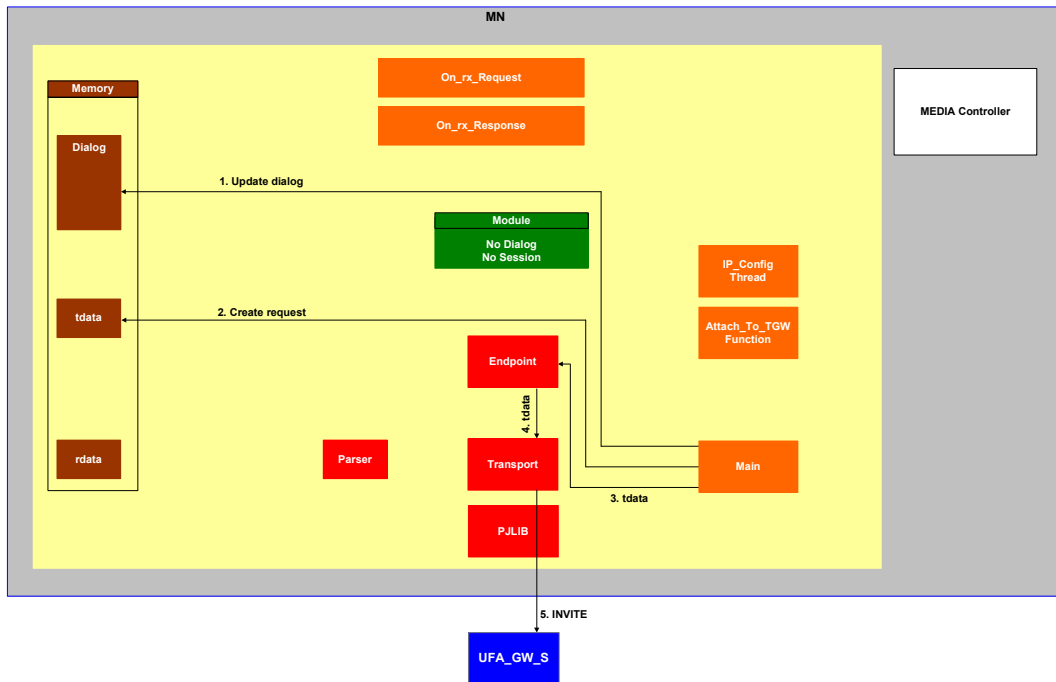 MN
On_rx_Request
Memory
MEDIA Controller
On_rx_Response
Dialog
1. Update dialog
Module
No Dialog
No Session
IP_Config
Thread
tdata
2. Create request
Attach_To_TGW
Function
Endpoint
4. tdata
rdata
Parser
Transport
Main
3. tdata
PJLIB
5. INVITE
UFA_GW_S